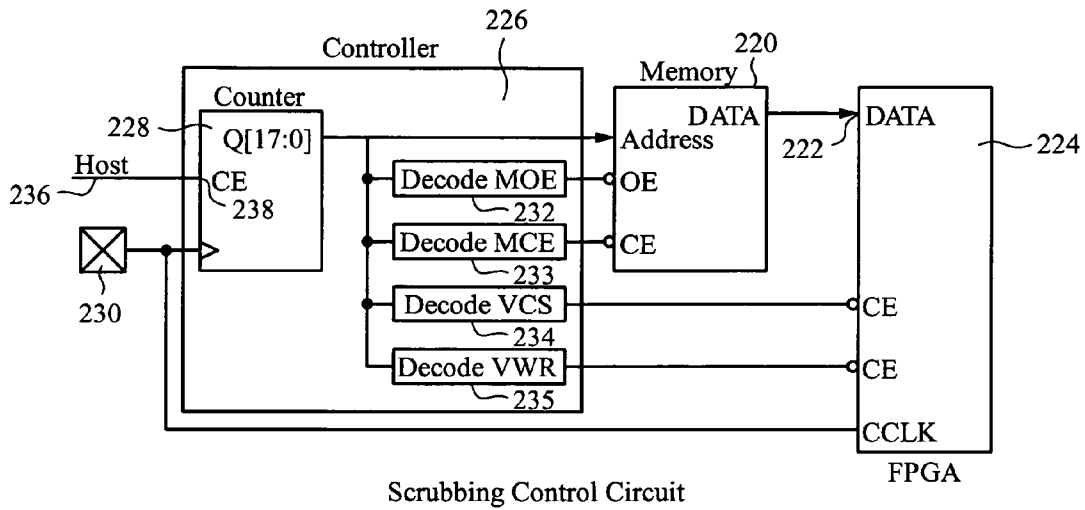 226
220
Controller
Memory
Counter
228
Q[17:0]
DATA
DATA
Address
222
224
Host
236
CE
238
Decode MOE
OE
232
Decode MCE
CE
233
230
Decode VCS
CE
234
Decode VWR
CE
235
CCLK
FPGA
Scrubbing Control Circuit